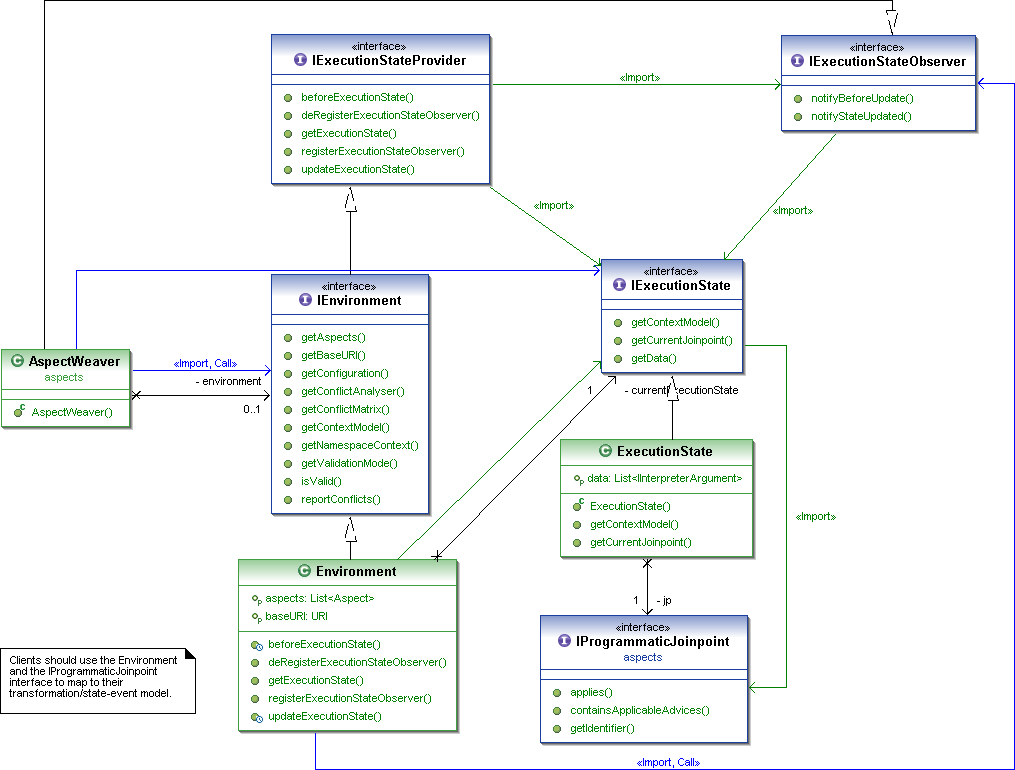 «interface»
IExecutionStateProvider
beforeExecutionState()
deRegisterExecutionStateObserver()
getExecutionState()
registerExecutionStateObserver()
updateExecutionState()
«Import»
«interface»
IExecutionStateObserver
notifyBeforeUpdate()
notifyStateUpdated()
«Import»
«Import»
«interface»
IExecutionState
getContextModel()
getCurrentJoinpoint()
getData()
«interface»
IEnvironment
getAspects()
getBaseURI()
getConfiguration()
getConflictAnalyser()
getConflictMatrix()
getContextModel()
getNamespaceContext()
getValidationMode()
isValid()
reportConflicts()
AspectWeaver
aspects
AspectWeaver()
«Import, Call»
- environment
0..1
1
- currentExecutionState
ExecutionState
data: List<IInterpreterArgument>
ExecutionState()
getContextModel()
getCurrentJoinpoint()
«Import»
Environment
aspects: List<Aspect>
baseURI: URI
beforeExecutionState()
deRegisterExecutionStateObserver()
getExecutionState()
registerExecutionStateObserver()
updateExecutionState()
1
- jp
«interface»
IProgrammaticJoinpoint
aspects
applies()
containsApplicableAdvices()
getIdentifier()
Clients should use the Environment
and the IProgrammaticJoinpoint
interface to map to their
transformation/state-event model.
«Import, Call»